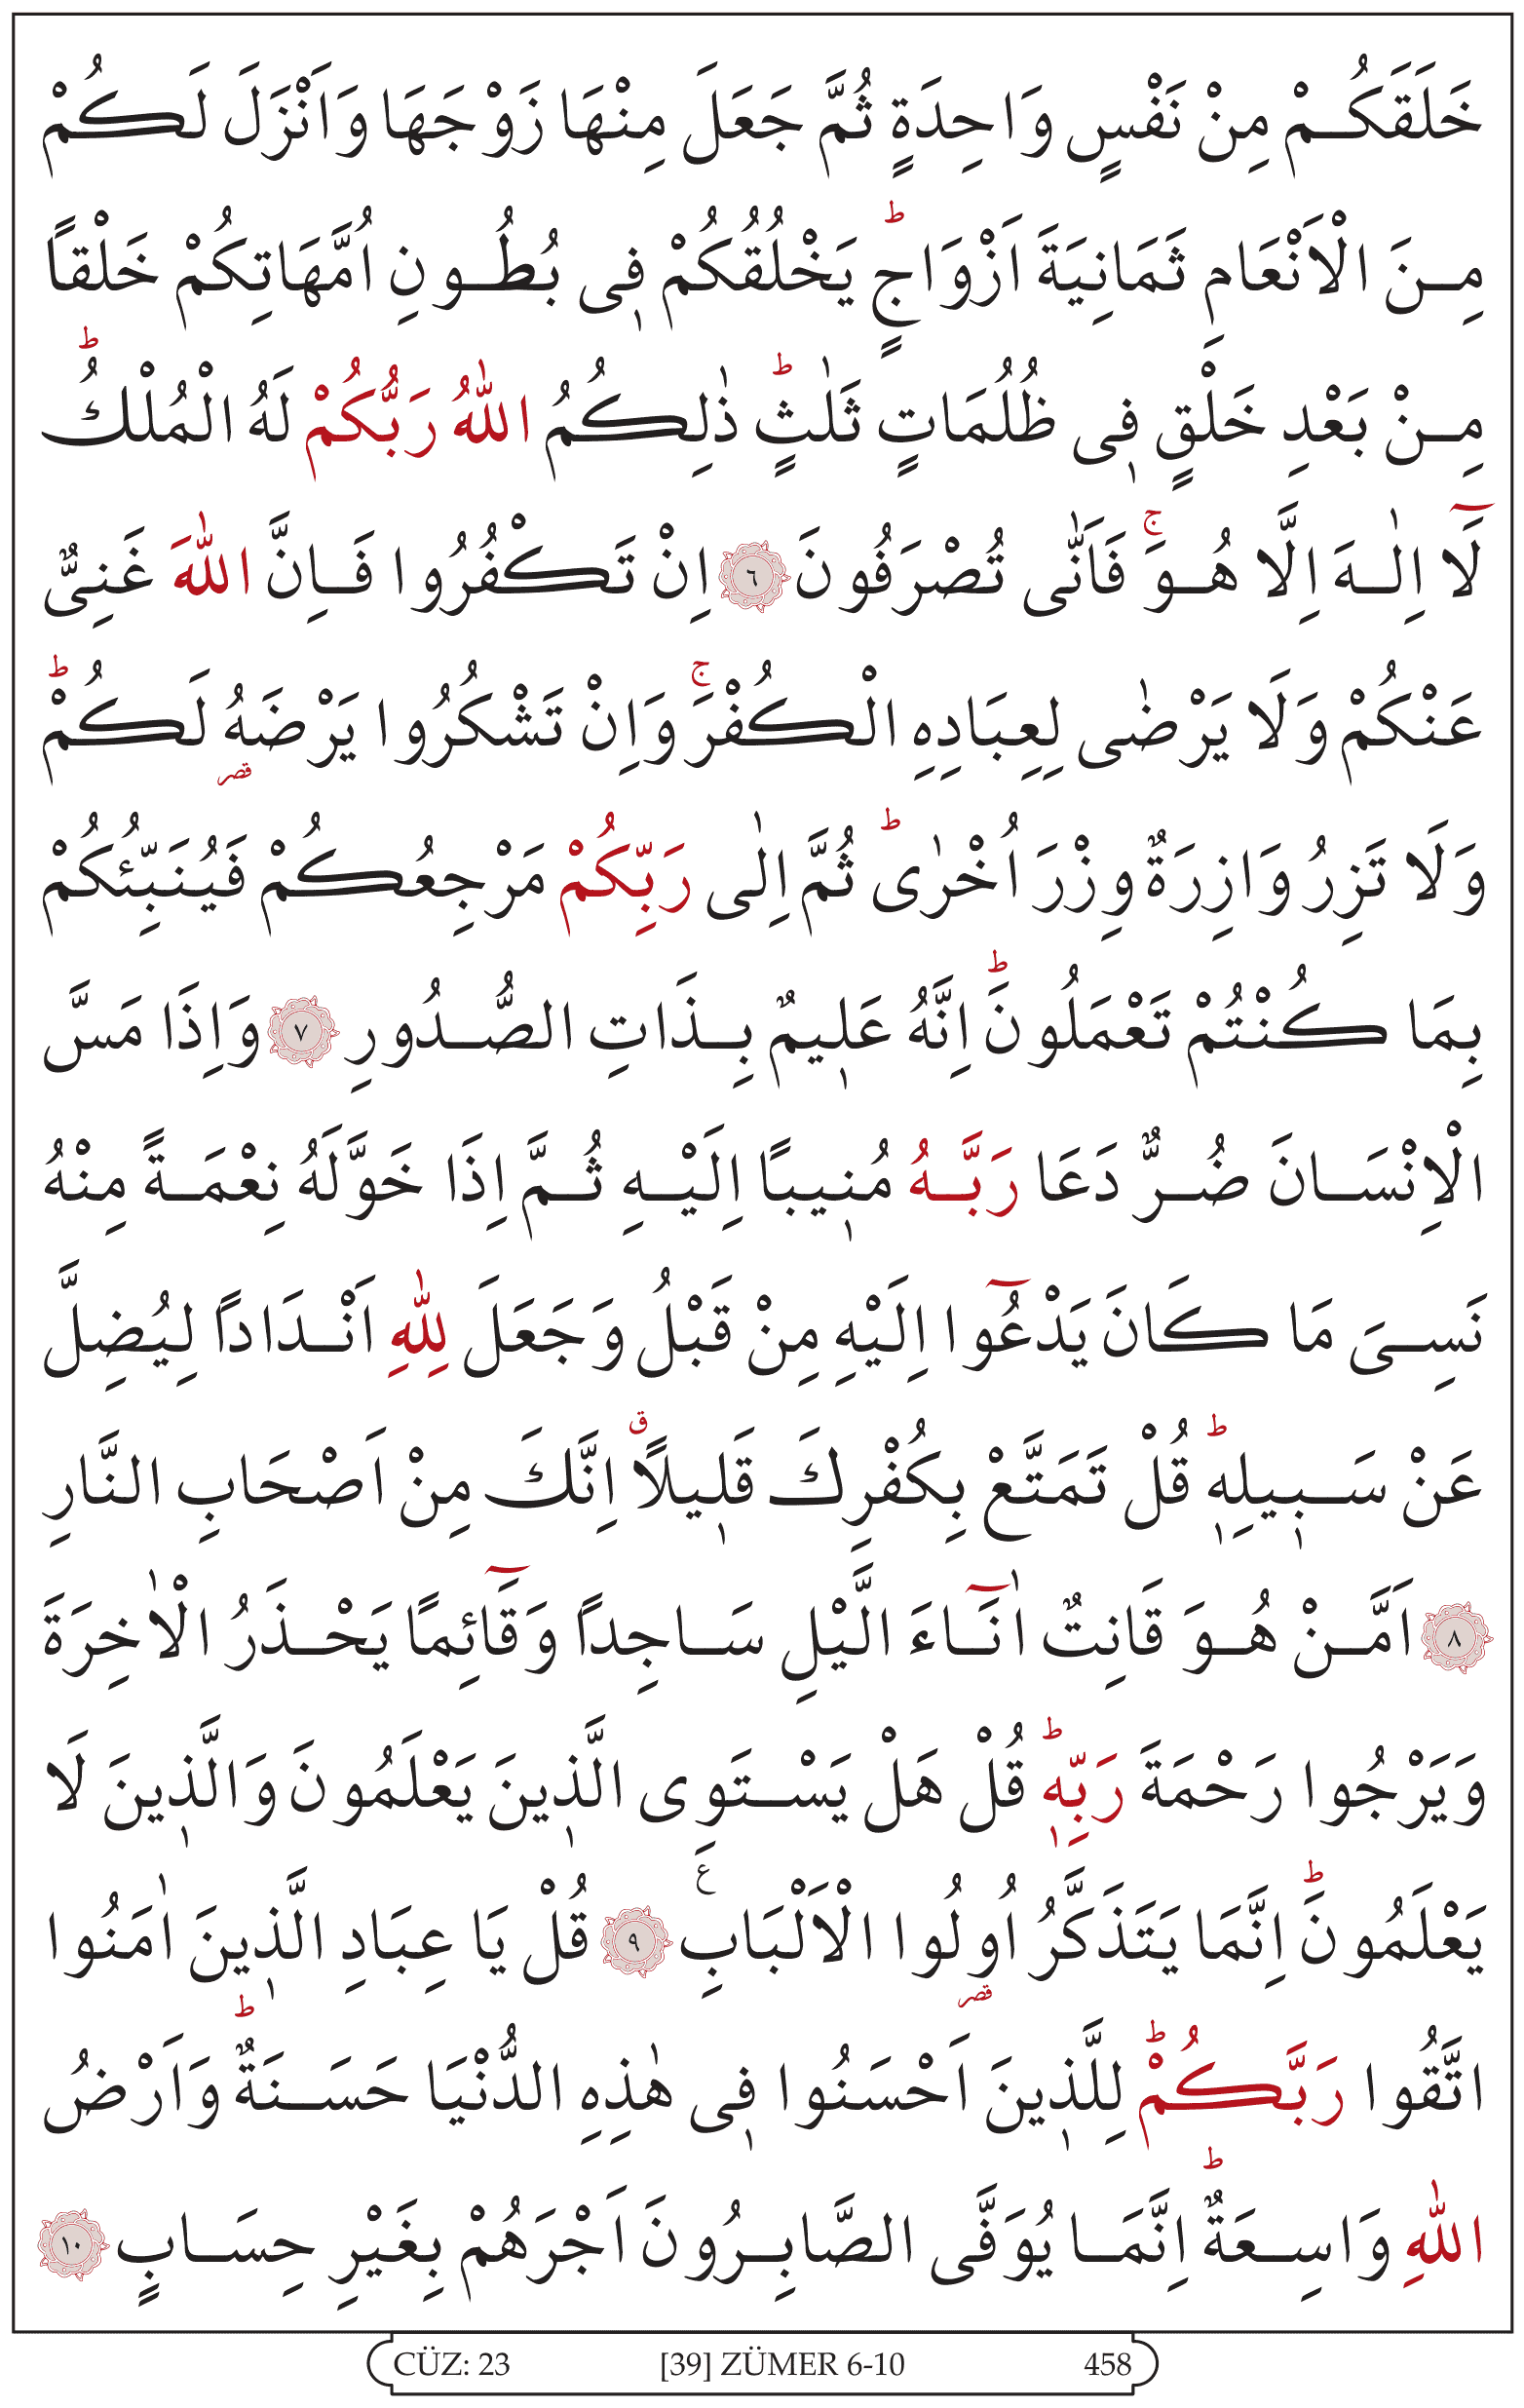 خَلَقَكُمْ مِنْ نَفْسٍ وَاحِدَةٍ ثُمَّ جَعَلَ مِنْهَا زَوْجَهَا وَاَنْزَلَ لَكُمْ
مِنَ الْاَنْعَامِ ثَمَانِيَةَ اَزْوَاجٍۜ يَخْلُقُكُمْ ف۪ي بُطُونِ اُمَّهَاتِكُمْ خَلْقًا
مِنْ بَعْدِ خَلْقٍ ف۪ي ظُلُمَاتٍ ثَلٰثٍۜ ذٰلِكُمُ اللّٰهُ رَبُّكُمْ لَهُ الْمُلْكُۜ
لَٓا اِلٰهَ اِلَّا هُوَۚ فَاَنّٰى تُصْرَفُونَ ﴿٦﴾ اِنْ تَكْفُرُوا فَاِنَّ اللّٰهَ غَنِيٌّ
عَنْكُمْ وَلَا يَرْضٰى لِعِبَادِهِ الْكُفْرَۚ وَاِنْ تَشْكُرُوا يَرْضَهُ لَكُمْۜ
قصر
وَلَا تَزِرُ وَازِرَةٌ وِزْرَ اُخْرٰىۜ ثُمَّ اِلٰى رَبِّكُمْ مَرْجِعُكُمْ فَيُنَبِّئُكُمْ
بِمَا كُنْتُمْ تَعْمَلُونَۜ اِنَّهُ عَل۪يمٌ بِذَاتِ الصُّدُورِ ﴿٧﴾ وَاِذَا مَسَّ
الْاِنْسَانَ ضُرٌّ دَعَا رَبَّهُ مُن۪يبًا اِلَيْهِ ثُمَّ اِذَا خَوَّلَهُ نِعْمَةً مِنْهُ
نَسِيَ مَا كَانَ يَدْعُٓوا اِلَيْهِ مِنْ قَبْلُ وَجَعَلَ لِلّٰهِ اَنْدَادًا لِيُضِلَّ
عَنْ سَب۪يلِه۪ۜ قُلْ تَمَتَّعْ بِكُفْرِكَ قَل۪يلًاۗ اِنَّكَ مِنْ اَصْحَابِ النَّارِ
﴿٨﴾ اَمَّنْ هُوَ قَانِتٌ اٰنَٓاءَ الَّيْلِ سَاجِدًا وَقَٓائِمًا يَحْذَرُ الْاٰخِرَةَ
وَيَرْجُوا رَحْمَةَ رَبِّه۪ۜ قُلْ هَلْ يَسْتَوِي الَّذ۪ينَ يَعْلَمُونَ وَالَّذ۪ينَ لَا
يَعْلَمُونَۜ اِنَّمَا يَتَذَكَّرُ اُولُوا الْاَلْبَابِ۟ ﴿٩﴾ قُلْ يَا عِبَادِ الَّذ۪ينَ اٰمَنُوا
قصر
اتَّقُوا رَبَّكُمْۜ لِلَّذ۪ينَ اَحْسَنُوا ف۪ي هٰذِهِ الدُّنْيَا حَسَنَةٌۜ وَاَرْضُ
اللّٰهِ وَاسِعَةٌۜ اِنَّمَا يُوَفَّى الصَّابِرُونَ اَجْرَهُمْ بِغَيْرِ حِسَابٍ ﴿١٠﴾
CÜZ: 23 [39] ZÜMER 6-10 458